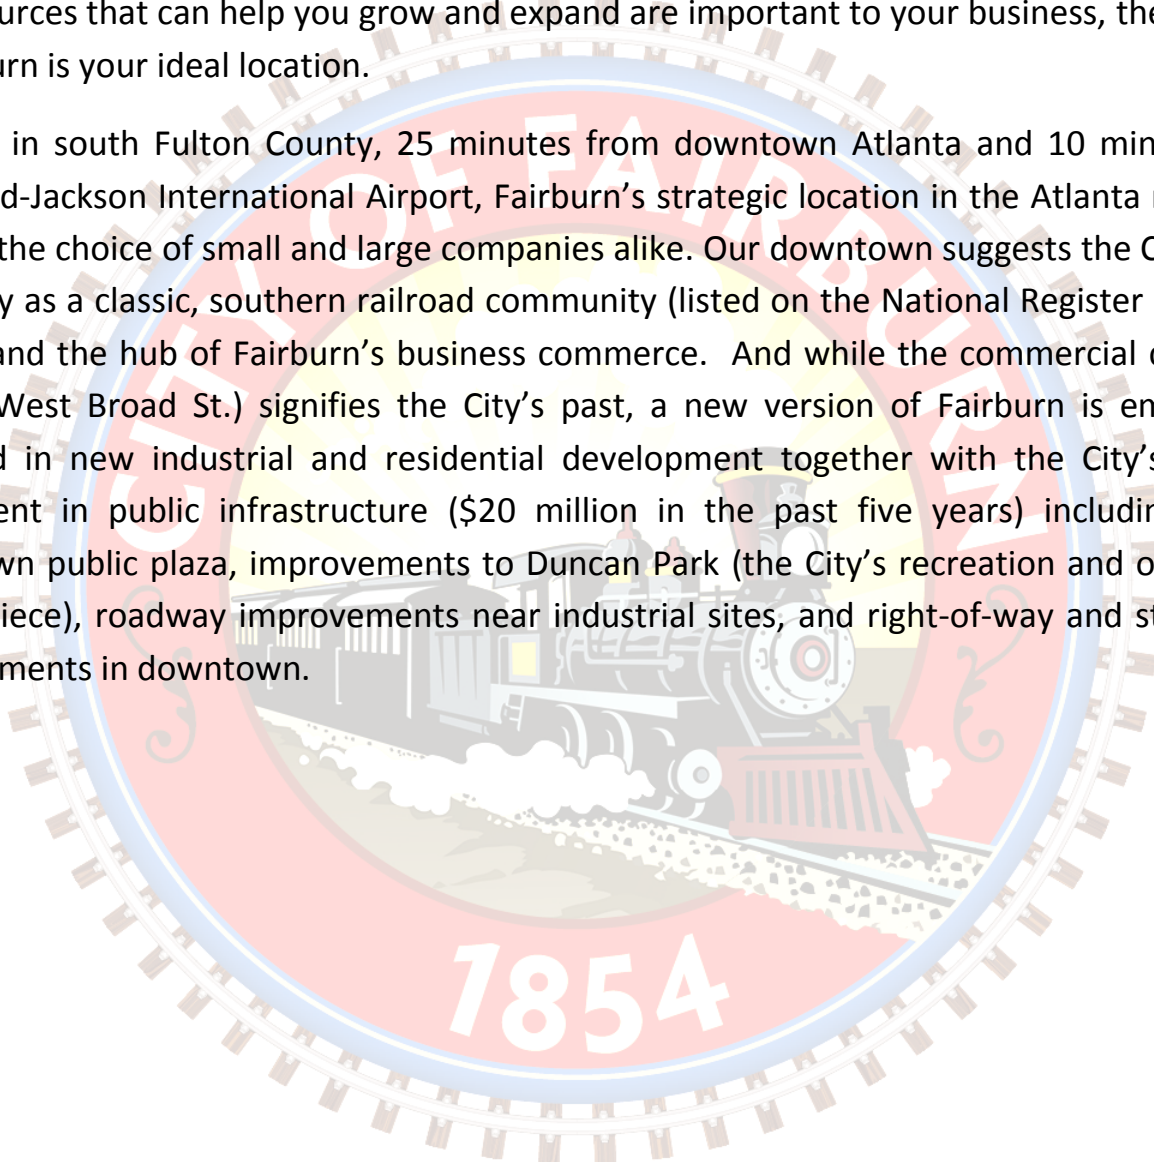 urces that can help you grow and expand are important to your business, the
urn is your ideal location.
in south Fulton County, 25 minutes from downtown Atlanta and 10 min
d-Jackson International Airport, Fairburn’s strategic location in the Atlanta
the choice of small and large companies alike. Our downtown suggests the C
y as a classic, southern railroad community (listed on the National Register
and the hub of Fairburn’s business commerce.  And while the commercial
West Broad St.) signifies the City’s past, a new version of Fairburn is em
d in new industrial and residential development together with the City’s
ent in public infrastructure ($20 million in the past five years) includin
wn public plaza, improvements to Duncan Park (the City’s recreation and o
iece), roadway improvements near industrial sites, and right-of-way and st
ments in downtown.
CITY OF FAIRBURN
1854